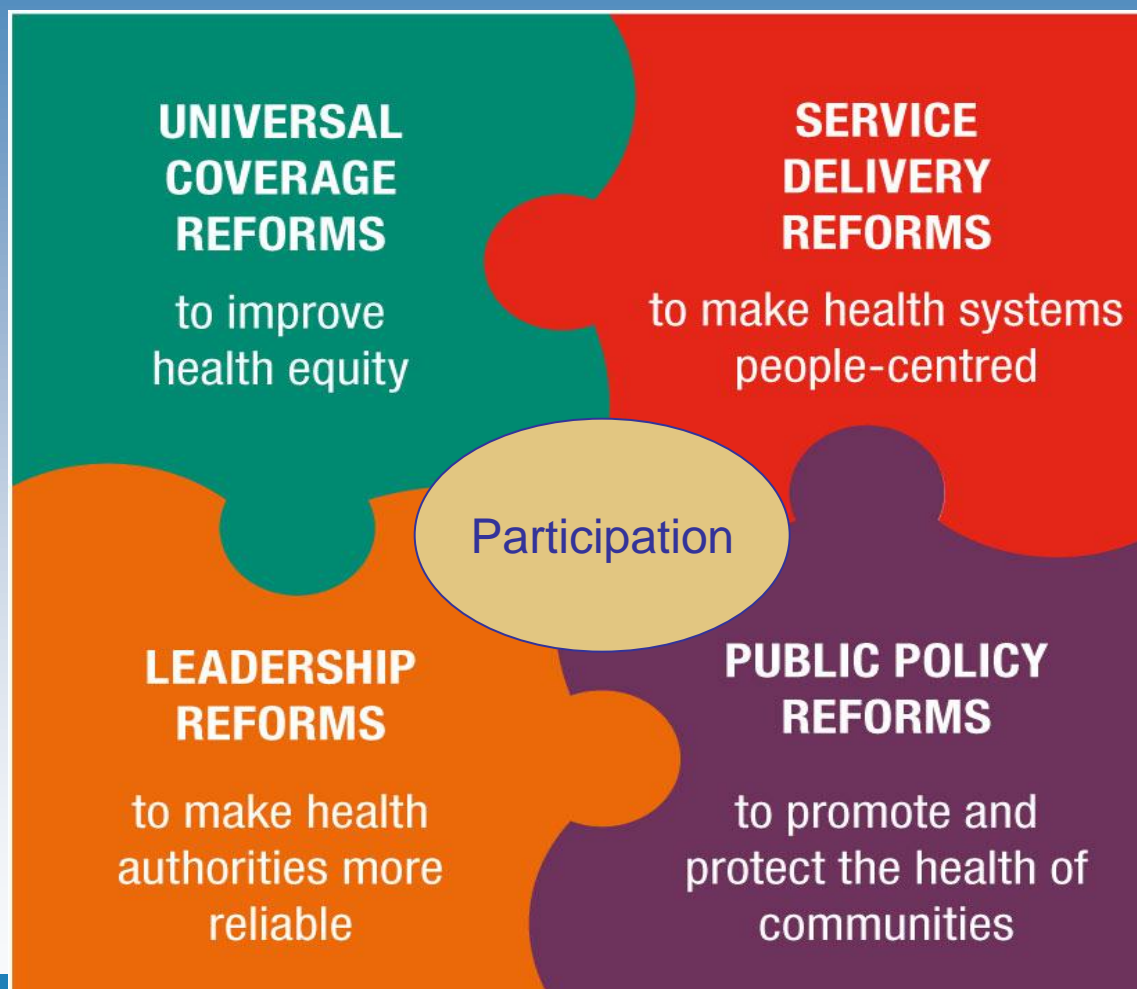 UNIVERSAL
COVERAGE
REFORMS
to improve
health equity
SERVICE
DELIVERY
REFORMS
to make health systems
people-centred
Participation
LEADERSHIP
REFORMS
to make health
authorities more
reliable
PUBLIC POLICY
REFORMS
to promote and
protect the health of
communities